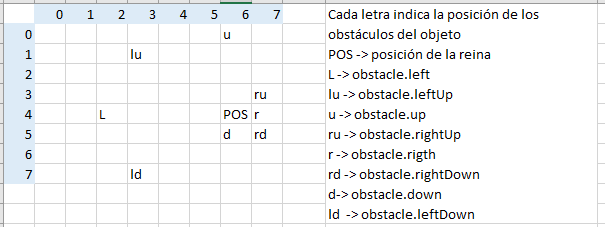 0 1 2 3 4 5 6 7 Cada letra indica la posición de los
0 u obstáculos del objeto
1 lu POS -> posición de la reina
2 L -> obstacle.left
3 ru lu -> obstacle.leftUp
4 L POS r u -> obstacle.up
5 d rd ru -> obstacle.rightUp
6 r -> obstacle.rigth
7 ld rd -> obstacle.rightDown
d-> obstacle.down
ld -> obstacle.leftDown